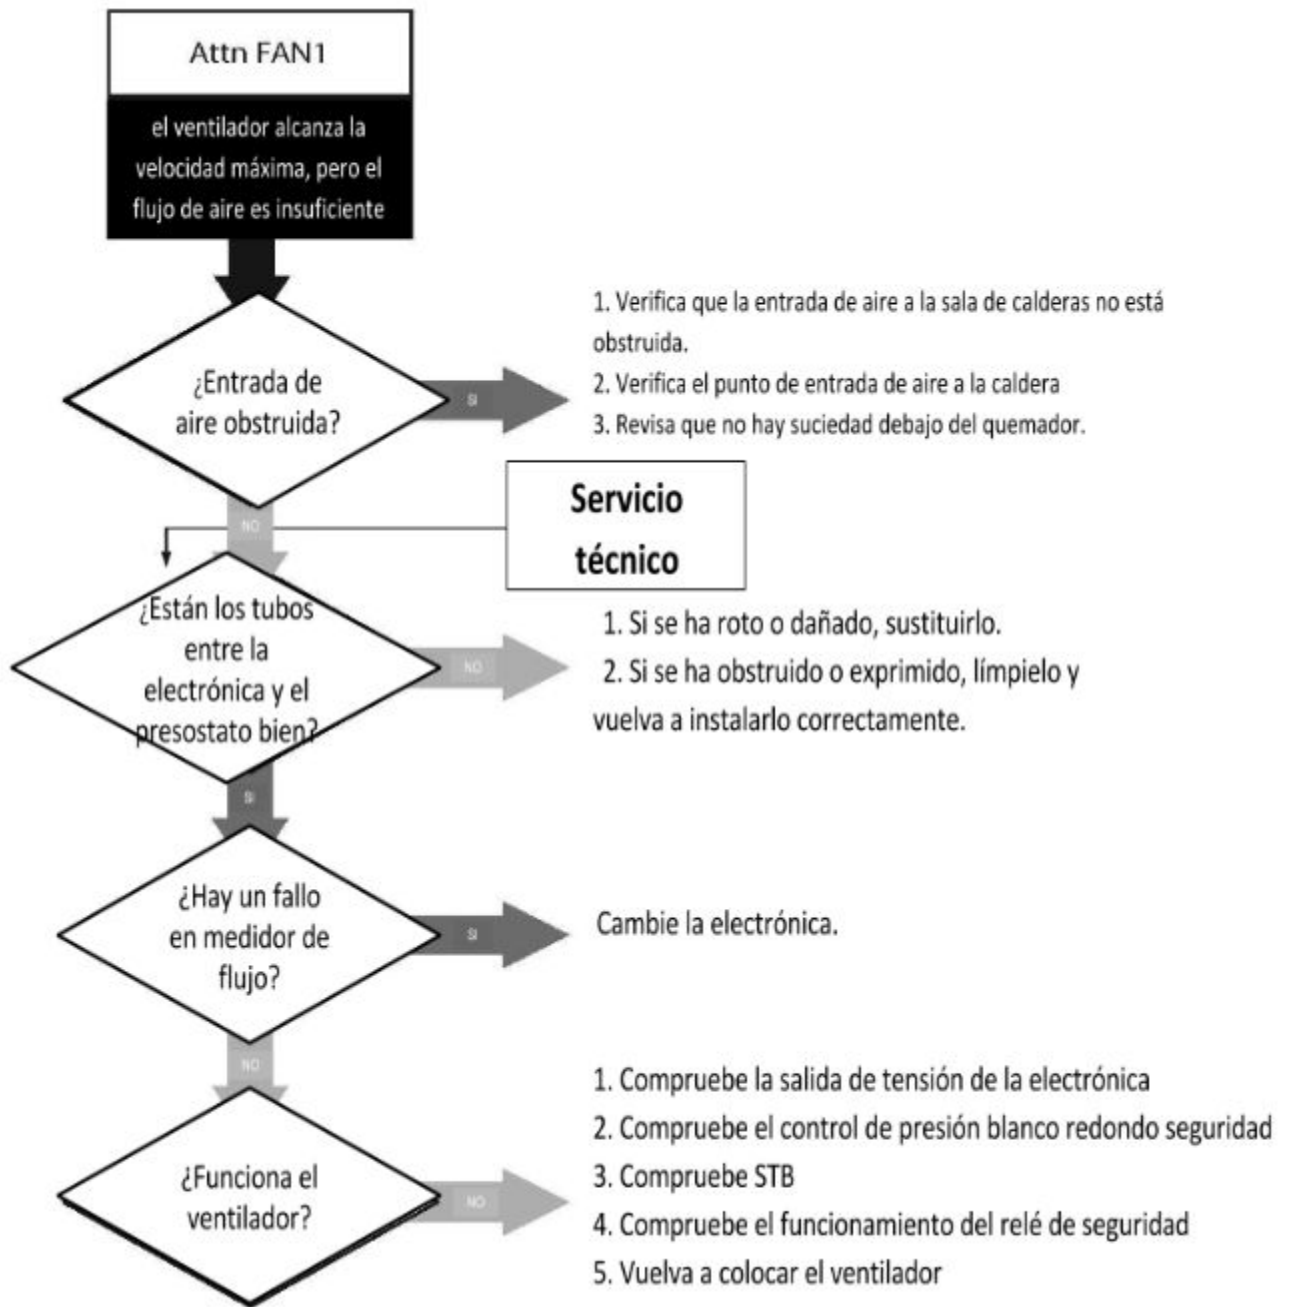 Attn FAN1
el ventilador alcanza la
velocidad máxima, pero el
flujo de aire es insuficiente
¿Entrada de
aire obstruida?
SI
1. Verifica que la entrada de aire a la sala de calderas no está
obstruida.
2. Verifica el punto de entrada de aire a la caldera
3. Revisa que no hay suciedad debajo del quemador.
NO
Servicio
técnico
¿Están los tubos
entre la
electrónica y el
presostato bien?
NO
1. Si se ha roto o dañado, sustituirlo.
2. Si se ha obstruido o exprimido, límpielo y
vuelva a instalarlo correctamente.
SI
¿Hay un fallo
en medidor de
flujo?
SI
Cambie la electrónica.
NO
¿Funciona el
ventilador?
NO
1. Compruebe la salida de tensión de la electrónica
2. Compruebe el control de presión blanco redondo seguridad
3. Compruebe STB
4. Compruebe el funcionamiento del relé de seguridad
5. Vuelva a colocar el ventilador